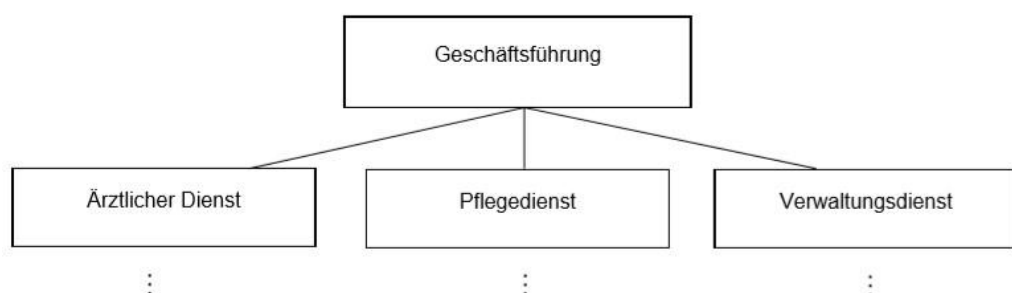 Geschäftsführung
Ärztlicher Dienst
Pflegedienst
Verwaltungsdienst